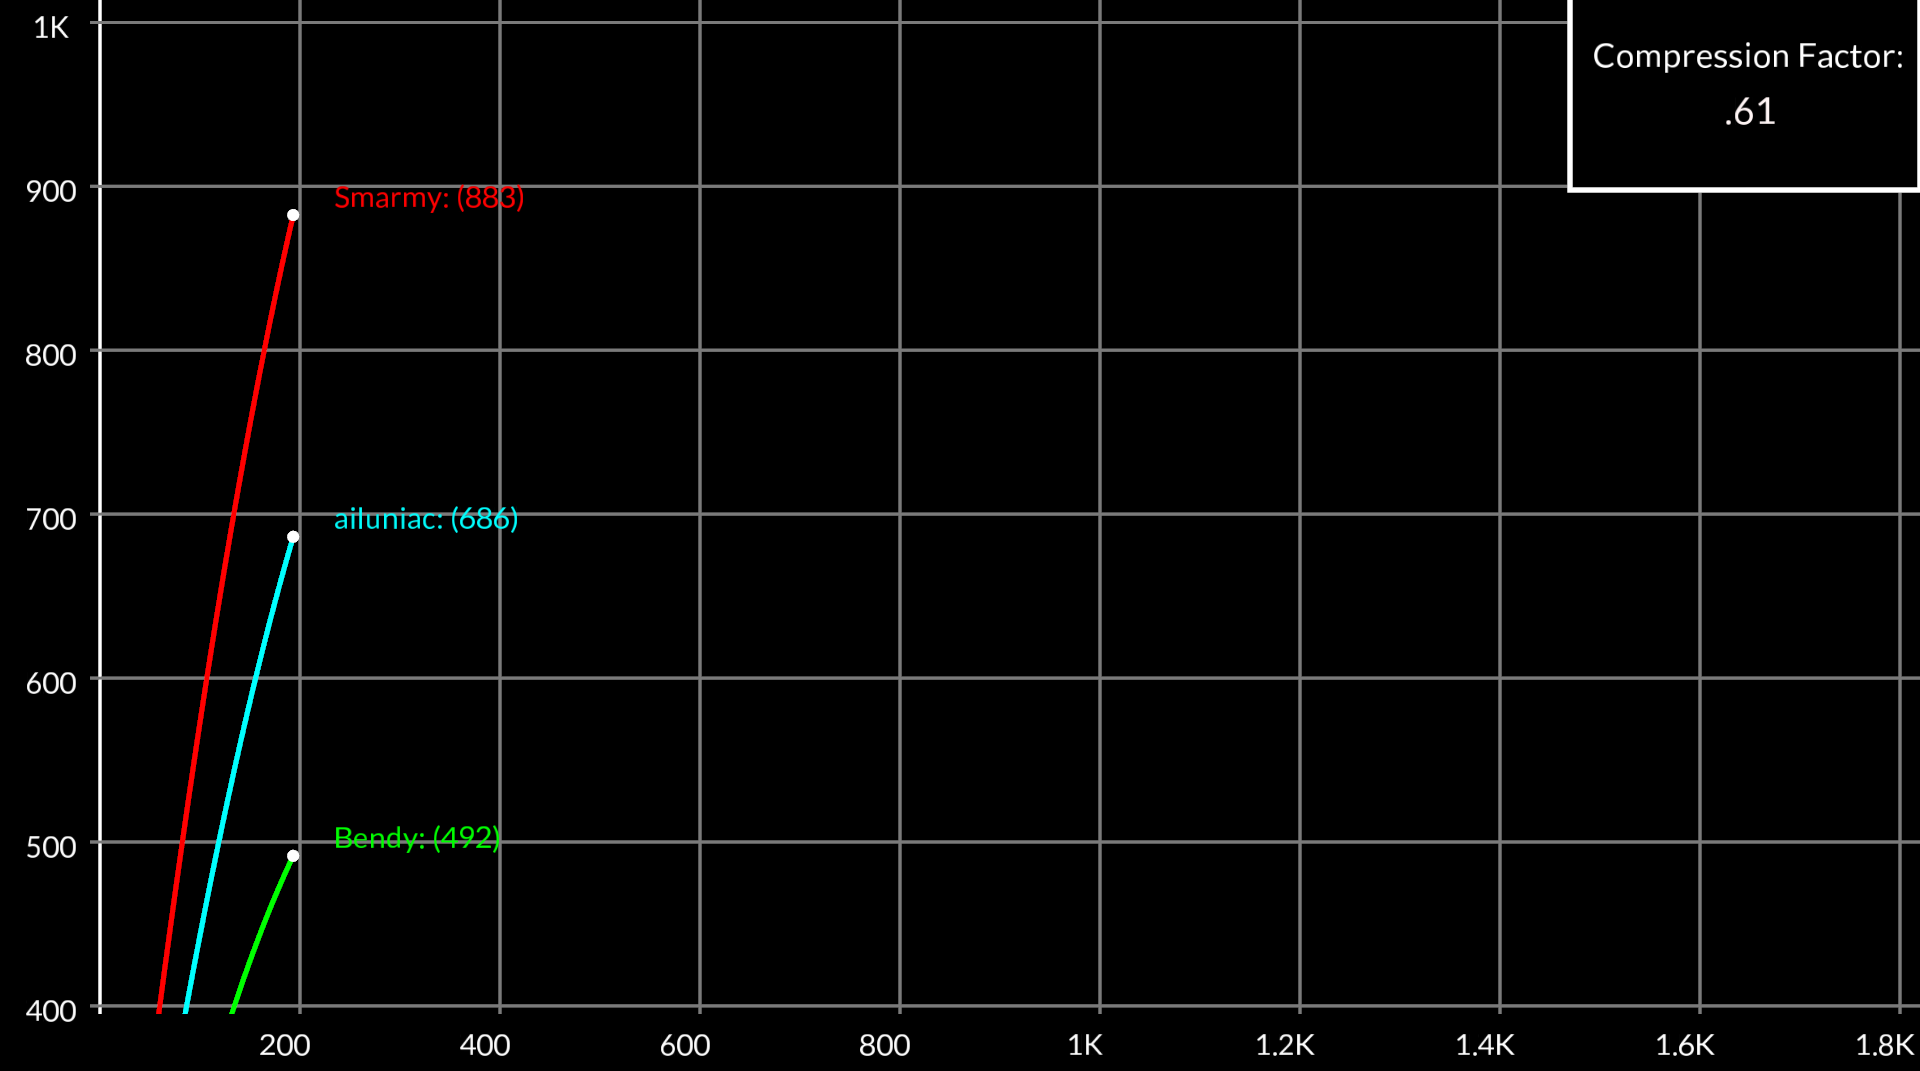 1K
Compression Factor:
.61
900
Smarmy: (883)
800
700
ailuniac: (686)
600
500
Bendy: (492)
400
200 400 600 800 1K 1.2K 1.4K 1.6K 1.8K